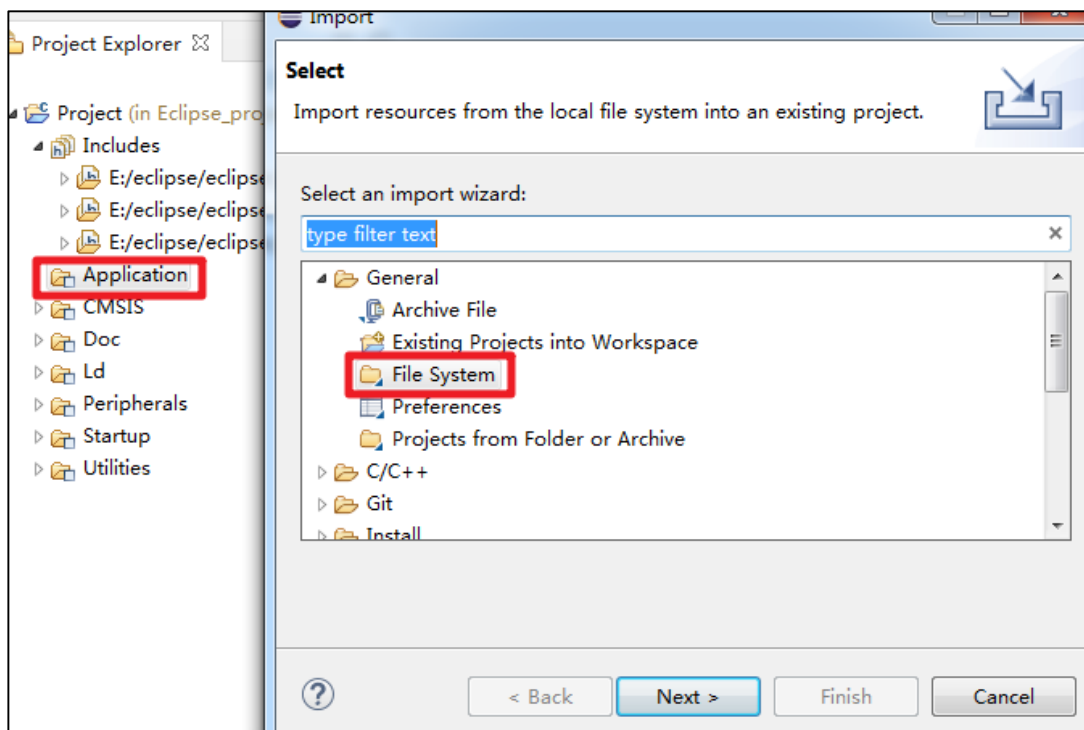 Project Explorer
Project (in Eclipse_pro
Includes
E:/eclipse/eclipse
E:/eclipse/eclipse
E:/eclipse/eclipse
Application
CMSIS
Doc
Ld
Peripherals
Startup
Utilities
Import
Select
Import resources from the local file system into an existing project.
Select an import wizard:
type filter text
General
Archive File
Existing Projects into Workspace
File System
Preferences
Projects from Folder or Archive
C/C++
Git
Install
< Back
Next >
Finish
Cancel